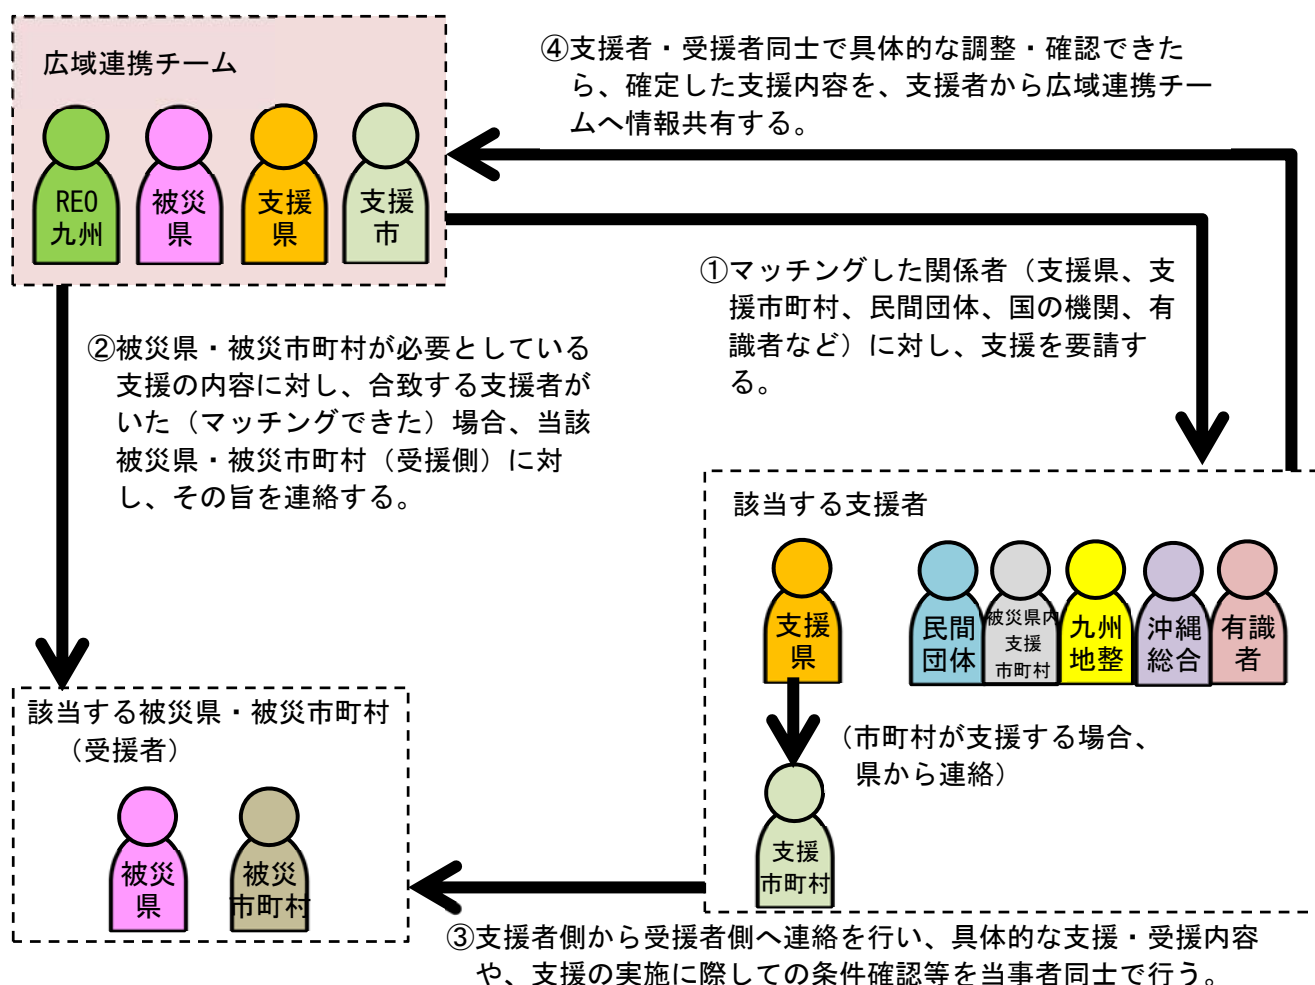 広域連携チーム
REO
九州
被災
県
支援
県
支援
市
④支援者・受援者同士で具体的な調整・確認できた
ら、確定した支援内容を、支援者から広域連携チー
ムへ情報共有する。
①マッチングした関係者（支援県、支
援市町村、民間団体、国の機関、有
識者など）に対し、支援を要請す
る。
②被災県・被災市町村が必要としている
支援の内容に対し、合致する支援者が
いた（マッチングできた）場合、当該
被災県・被災市町村（受援側）に対
し、その旨を連絡する。
該当する支援者
支援
県
民間
団体
被災県内
支援
市町村
九州
地整
沖縄
総合
有識
者
（市町村が支援する場合、
県から連絡）
支援
市町村
該当する被災県・被災市町村
（受援者）
被災
県
被災
市町村
③支援者側から受援者側へ連絡を行い、具体的な支援・受援内容
や、支援の実施に際しての条件確認等を当事者同士で行う。